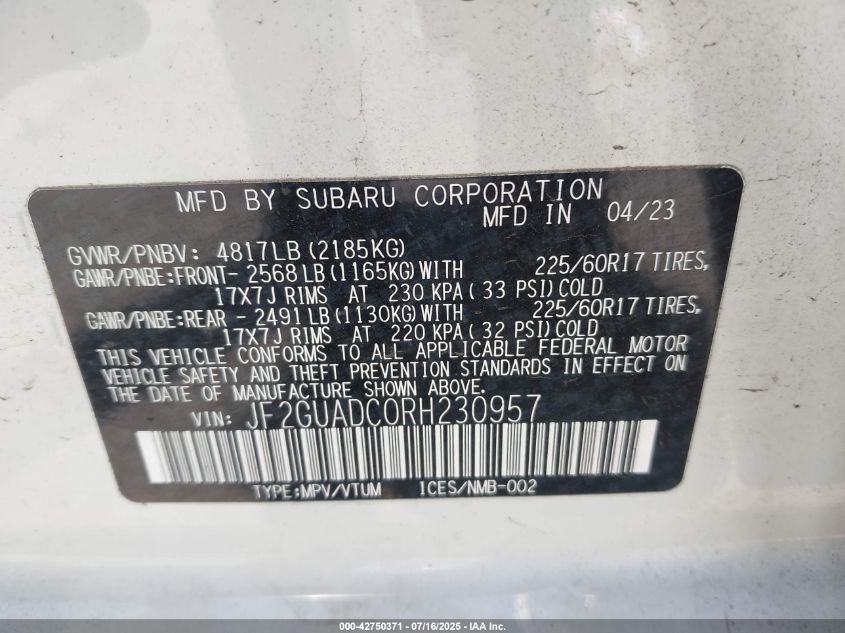 MFD BY SUBARU CORPORATION
MFD IN 04/23
GVWR/PNBV: 4817LB (2185KG)
GAWR/PNBE:FRONT- 2568 LB (1165KG) WITH 225/60R17 TIRES,
17X7J RIMS AT 230 KPA ( 33 PSI) COLD
GAWR/PNBE:REAR - 2491 LB (1130KG) WITH 225/60R17 TIRES,
17X7J RIMS AT 220 KPA ( 32 PSI) COLD
THIS VEHICLE CONFORMS TO ALL APPLICABLE FEDERAL MOTOR
VEHICLE SAFETY AND THEFT PREVENTION STANDARDS IN EFFECT ON
THE DATE OF MANUFACTURE SHOWN ABOVE.
VIN: JF2GUADC0RH230957
TYPE:MPV/VTUM ICES/NMB-002
000-42750371 - 07/16/2025 - IAA Inc.